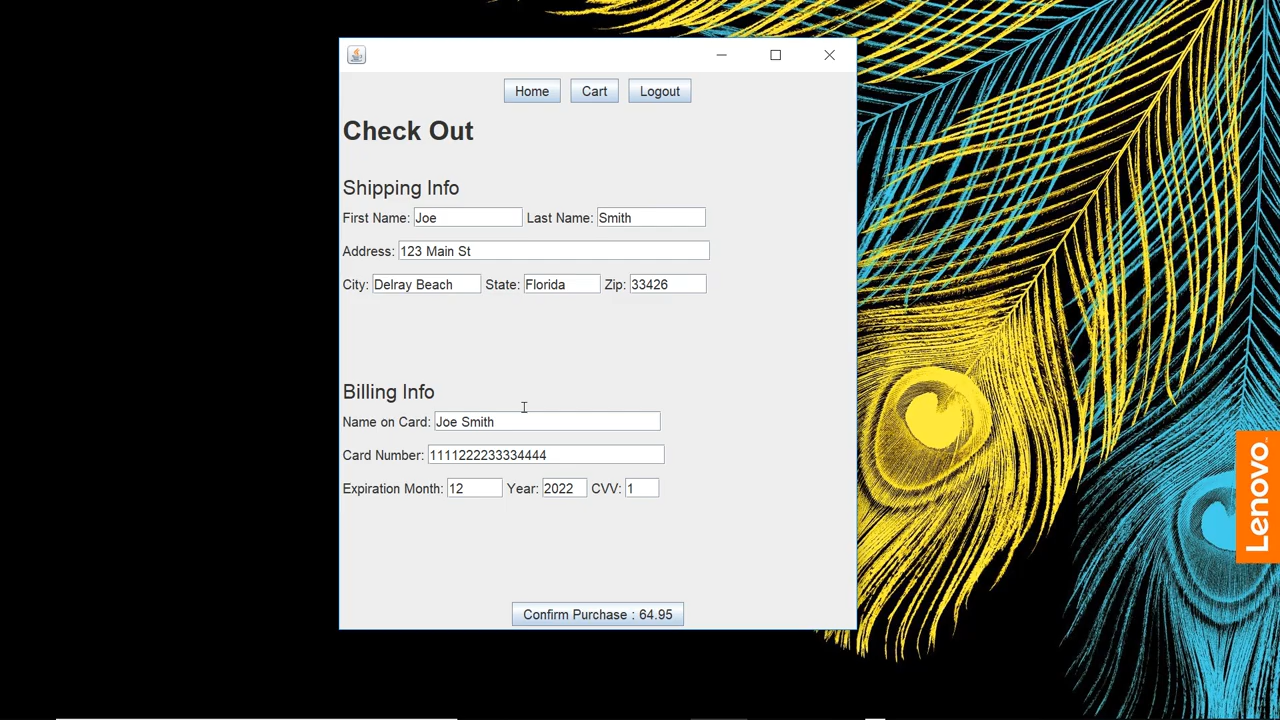 Home Cart Logout
Check Out
Shipping Info
First Name: Joe Last Name: Smith
Address: 123 Main St
City: Delray Beach State: Florida Zip: 33426
Billing Info
Name on Card: Joe Smith
Card Number: 1111222233334444
Expiration Month: 12 Year: 2022 CVV: 1
Confirm Purchase : 64.95
Lenovo